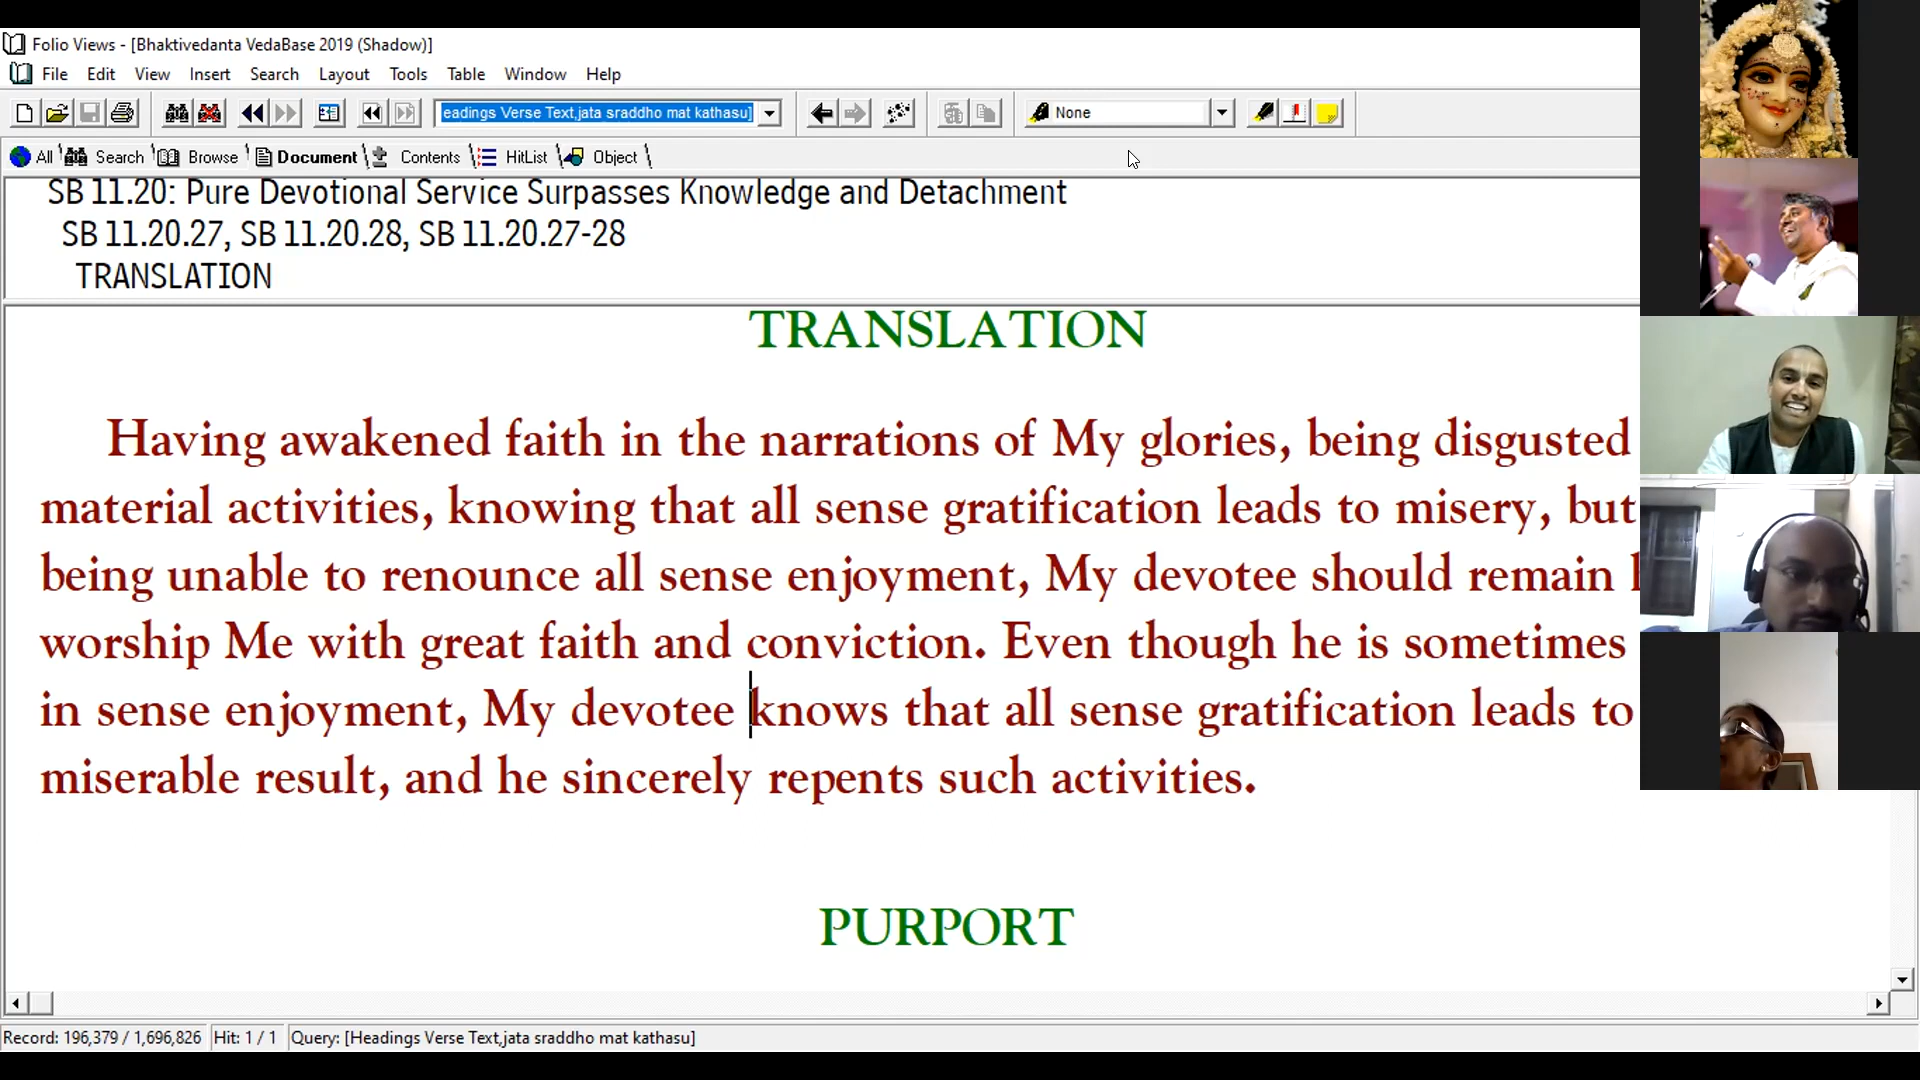 Folio Views - [Bhaktivedanta VedaBase 2019 (Shadow)]
File Edit View Insert Search Layout Tools Table Window Help
eadings Verse Text,jata sraddho mat kathasu] None
All Search Browse Document Contents HitList Object
SB 11.20: Pure Devotional Service Surpasses Knowledge and Detachment
SB 11.20.27, SB 11.20.28, SB 11.20.27-28
TRANSLATION
TRANSLATION
Having awakened faith in the narrations of My glories, being disgusted
material activities, knowing that all sense gratification leads to misery, but
being unable to renounce all sense enjoyment, My devotee should remain
worship Me with great faith and conviction. Even though he is sometimes
in sense enjoyment, My devotee knows that all sense gratification leads to
miserable result, and he sincerely repents such activities.
PURPORT
Record: 196,379 / 1,696,826 Hit: 1 / 1 Query: [Headings Verse Text,jata sraddho mat kathasu]